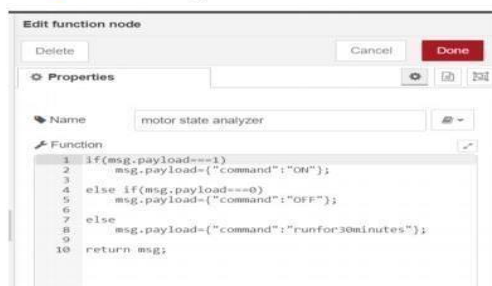 Edit function node
Delete
Cancel
Done
Properties
Name
motor state analyzer
Function
1 if(msg.payload===1)
2 msg.payload={"command":"ON"};
3
4 else if(msg.payload===0)
5 msg.payload={"command":"OFF"};
6
7 else
8 msg.payload={"command":"runfor30minutes"};
9
10 return msg;